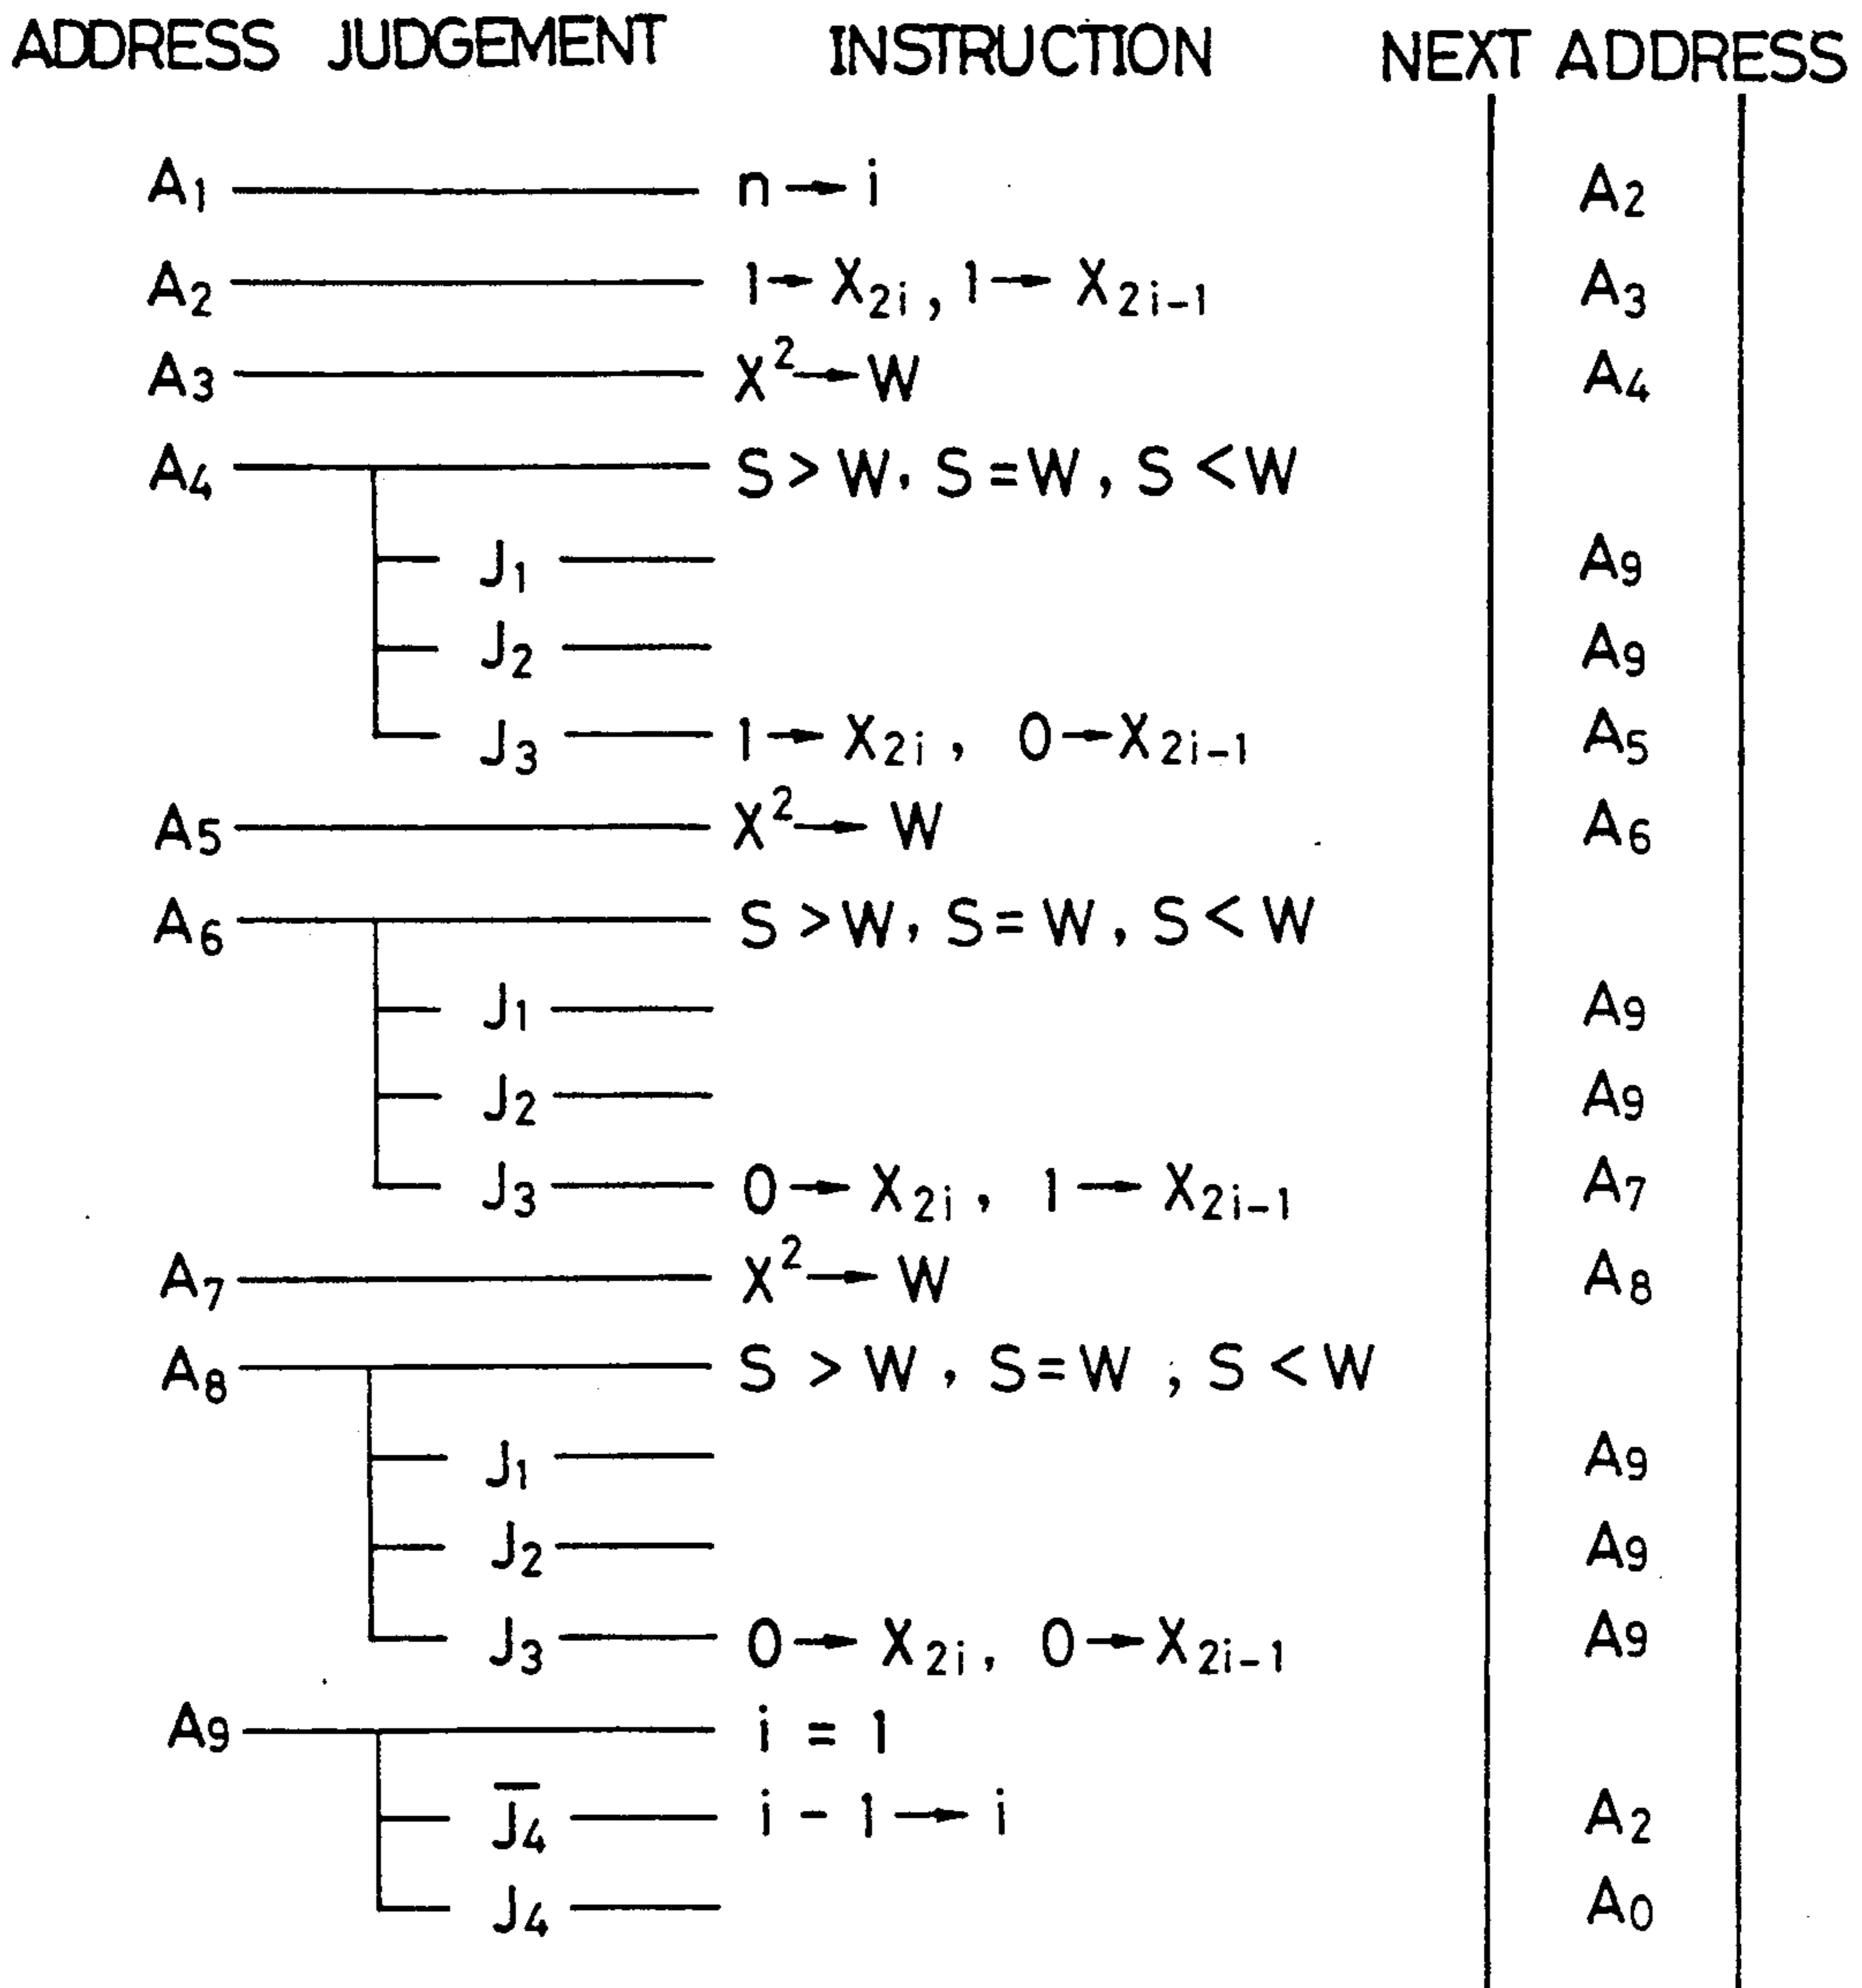 ADDRESS JUDGEMENT INSTRUCTION NEXT ADDRESS
A₁ n → i A₂
A₂ 1 → X₂ᵢ , 1 → X₂ᵢ₋₁ A₃
A₃ X² → W A₄
A₄ S > W, S = W, S < W
J₁ A₉
J₂ A₉
J₃ 1 → X₂ᵢ , 0 → X₂ᵢ₋₁ A₅
A₅ X² → W A₆
A₆ S > W, S = W, S < W
J₁ A₉
J₂ A₉
J₃ 0 → X₂ᵢ , 1 → X₂ᵢ₋₁ A₇
A₇ X² → W A₈
A₈ S > W, S = W, S < W
J₁ A₉
J₂ A₉
J₃ 0 → X₂ᵢ, 0 → X₂ᵢ₋₁ A₉
A₉ i = 1
J̅₄ i - 1 → i A₂
J₄ A₀